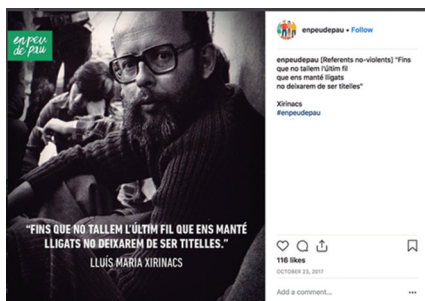 en peu
de pau
“FINS QUE NO TALLEM L’ÚLTIM FIL QUE ENS MANTÉ
LLIGATS NO DEIXAREM DE SER TITELLES.”
LLUÍS MARIA XIRINACS
enpeudepau • Follow
enpeudepau [Referents no-violents] "Fins
que no tallem l'últim fil
que ens manté lligats
no deixarem de ser titelles"
Xirinacs
#enpeudepau
116 likes
OCTOBER 23, 2017
Add a comment...